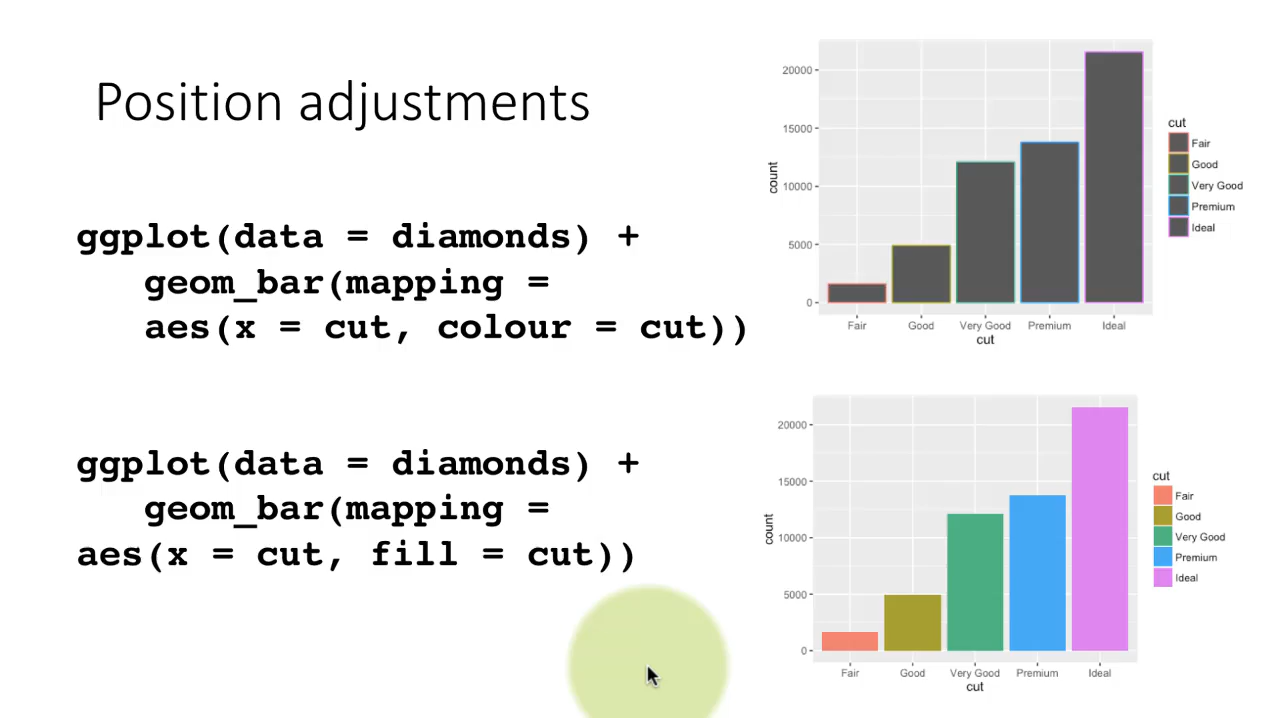 Position adjustments
ggplot(data = diamonds) +
geom_bar(mapping =
aes(x = cut, colour = cut))
ggplot(data = diamonds) +
geom_bar(mapping =
aes(x = cut, fill = cut))
20000
15000
10000
5000
0
count
Fair Good Very Good Premium Ideal
cut
cut
Fair
Good
Very Good
Premium
Ideal
20000
15000
10000
5000
0
count
Fair Good Very Good Premium Ideal
cut
cut
Fair
Good
Very Good
Premium
Ideal